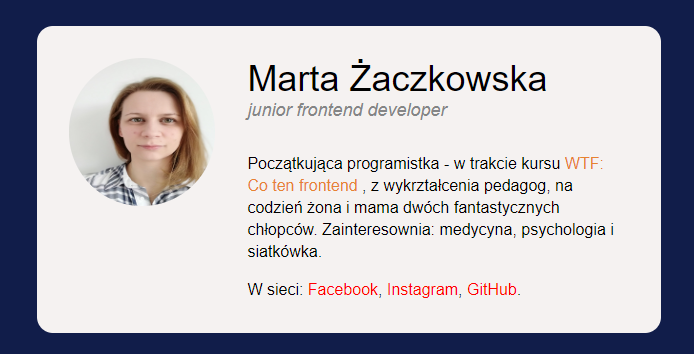 Marta Żaczkowska
junior frontend developer
Początkująca programistka - w trakcie kursu WTF:
Co ten frontend , z wykrztałcenia pedagog, na
codzień żona i mama dwóch fantastycznych
chłopców. Zainteresownia: medycyna, psychologia i
siatkówka.
W sieci: Facebook, Instagram, GitHub.